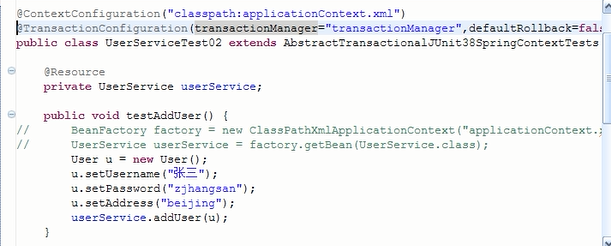 @ContextConfiguration("classpath:applicationContext.xml")
@TransactionConfiguration(transactionManager="transactionManager",defaultRollback=fal
public class UserServiceTest02 extends AbstractTransactionalJUnit38SpringContextTests
@Resource
private UserService userService;
public void testAddUser() {
// BeanFactory factory = new ClassPathXmlApplicationContext("applicationContext.
// UserService userService = factory.getBean(UserService.class);
User u = new User();
u.setUsername("张三");
u.setPassword("zjhangsan");
u.setAddress("beijing");
userService.addUser(u);
}